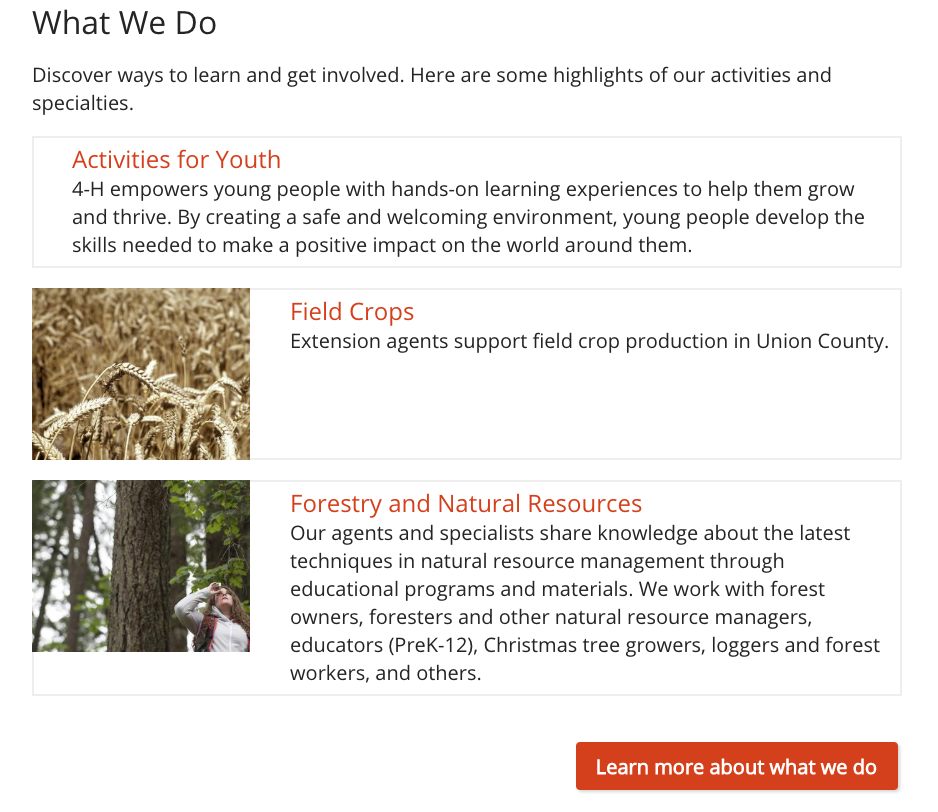 What We Do
Discover ways to learn and get involved. Here are some highlights of our activities and
specialties.
Activities for Youth
4-H empowers young people with hands-on learning experiences to help them grow
and thrive. By creating a safe and welcoming environment, young people develop the
skills needed to make a positive impact on the world around them.
Field Crops
Extension agents support field crop production in Union County.
Forestry and Natural Resources
Our agents and specialists share knowledge about the latest
techniques in natural resource management through
educational programs and materials. We work with forest
owners, foresters and other natural resource managers,
educators (PreK-12), Christmas tree growers, loggers and forest
workers, and others.
Learn more about what we do